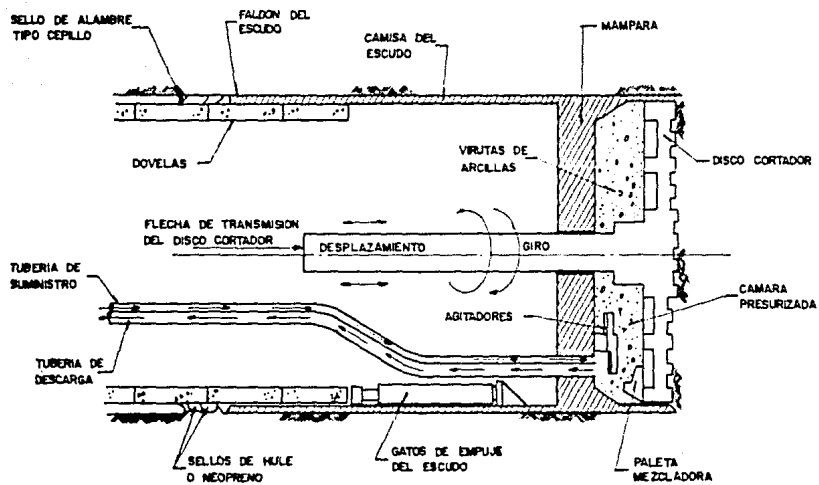 SELLO DE ALAMBRE
TIPO CEPILLO
FALDON DEL
ESCUDO
CAMISA DEL
ESCUDO
MAMPARA
DOVELAS
VIRUTAS DE
ARCILLAS
DISCO CORTADOR
FLECHA DE TRANSMISION
DEL DISCO CORTADOR
DESPLAZAMIENTO
GIRO
TUBERIA DE
SUMINISTRO
AGITADORES
CAMARA
PRESURIZADA
TUBERIA DE
DESCARGA
SELLOS DE HULE
O NEOPRENO
GATOS DE EMPUJE
DEL ESCUDO
PALETA
MEZCLADORA